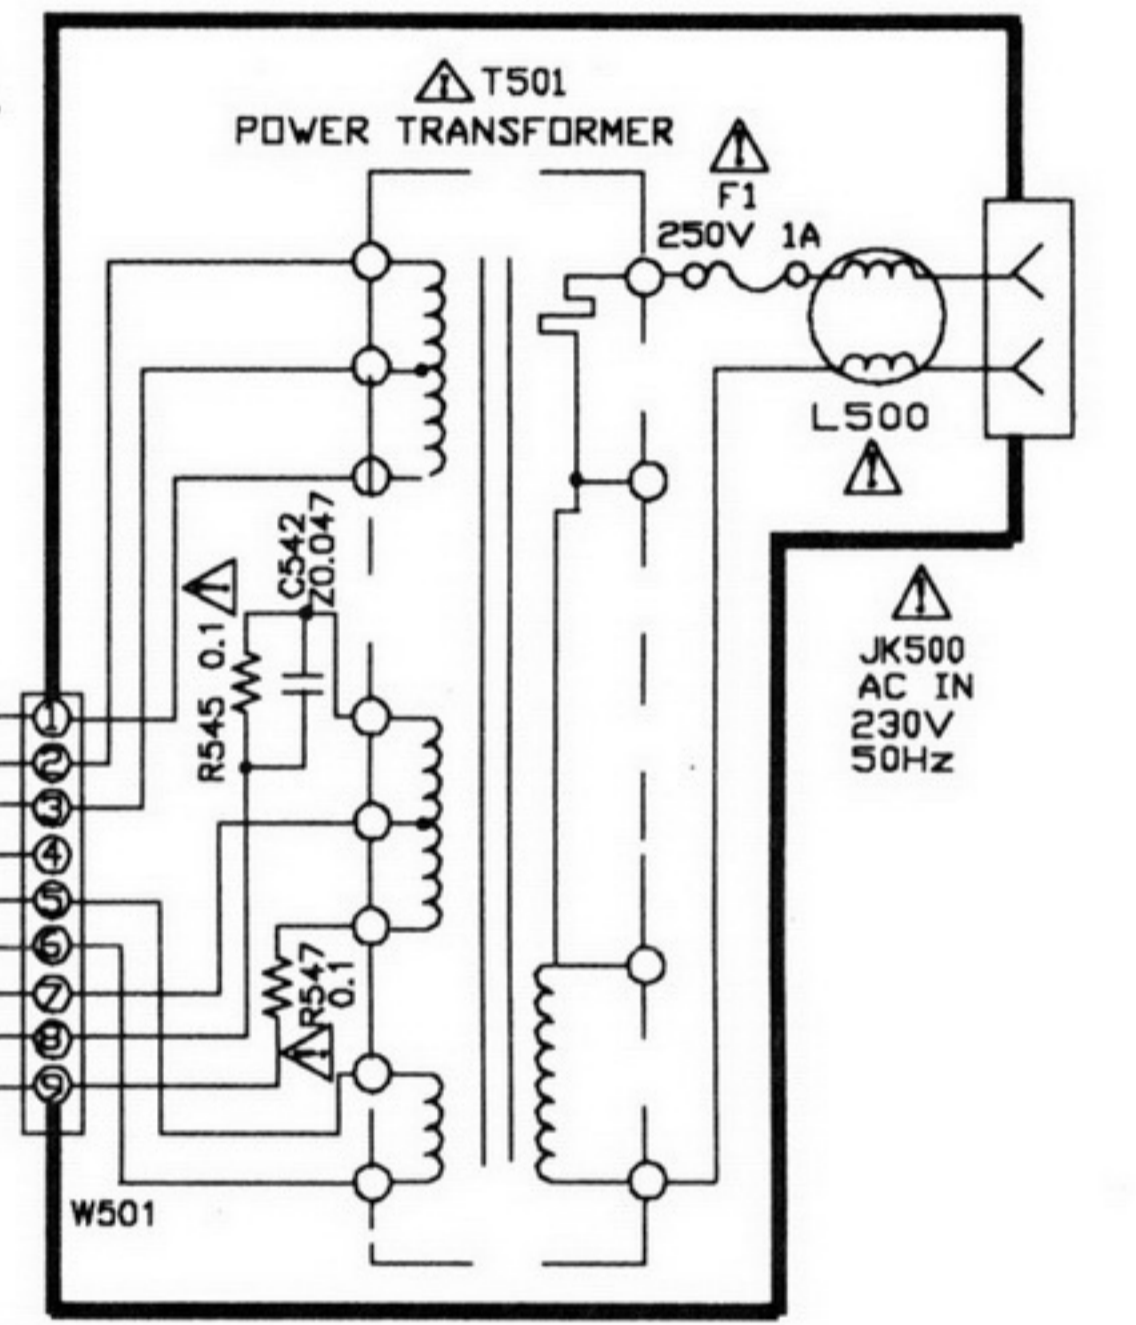 T501
POWER TRANSFORMER
F1
250V 1A
L500
C542
Z0.047
R545 0.1
JK500
AC IN
230V
50Hz
1
2
3
4
5
6
7
8
9
R547
0.1
W501